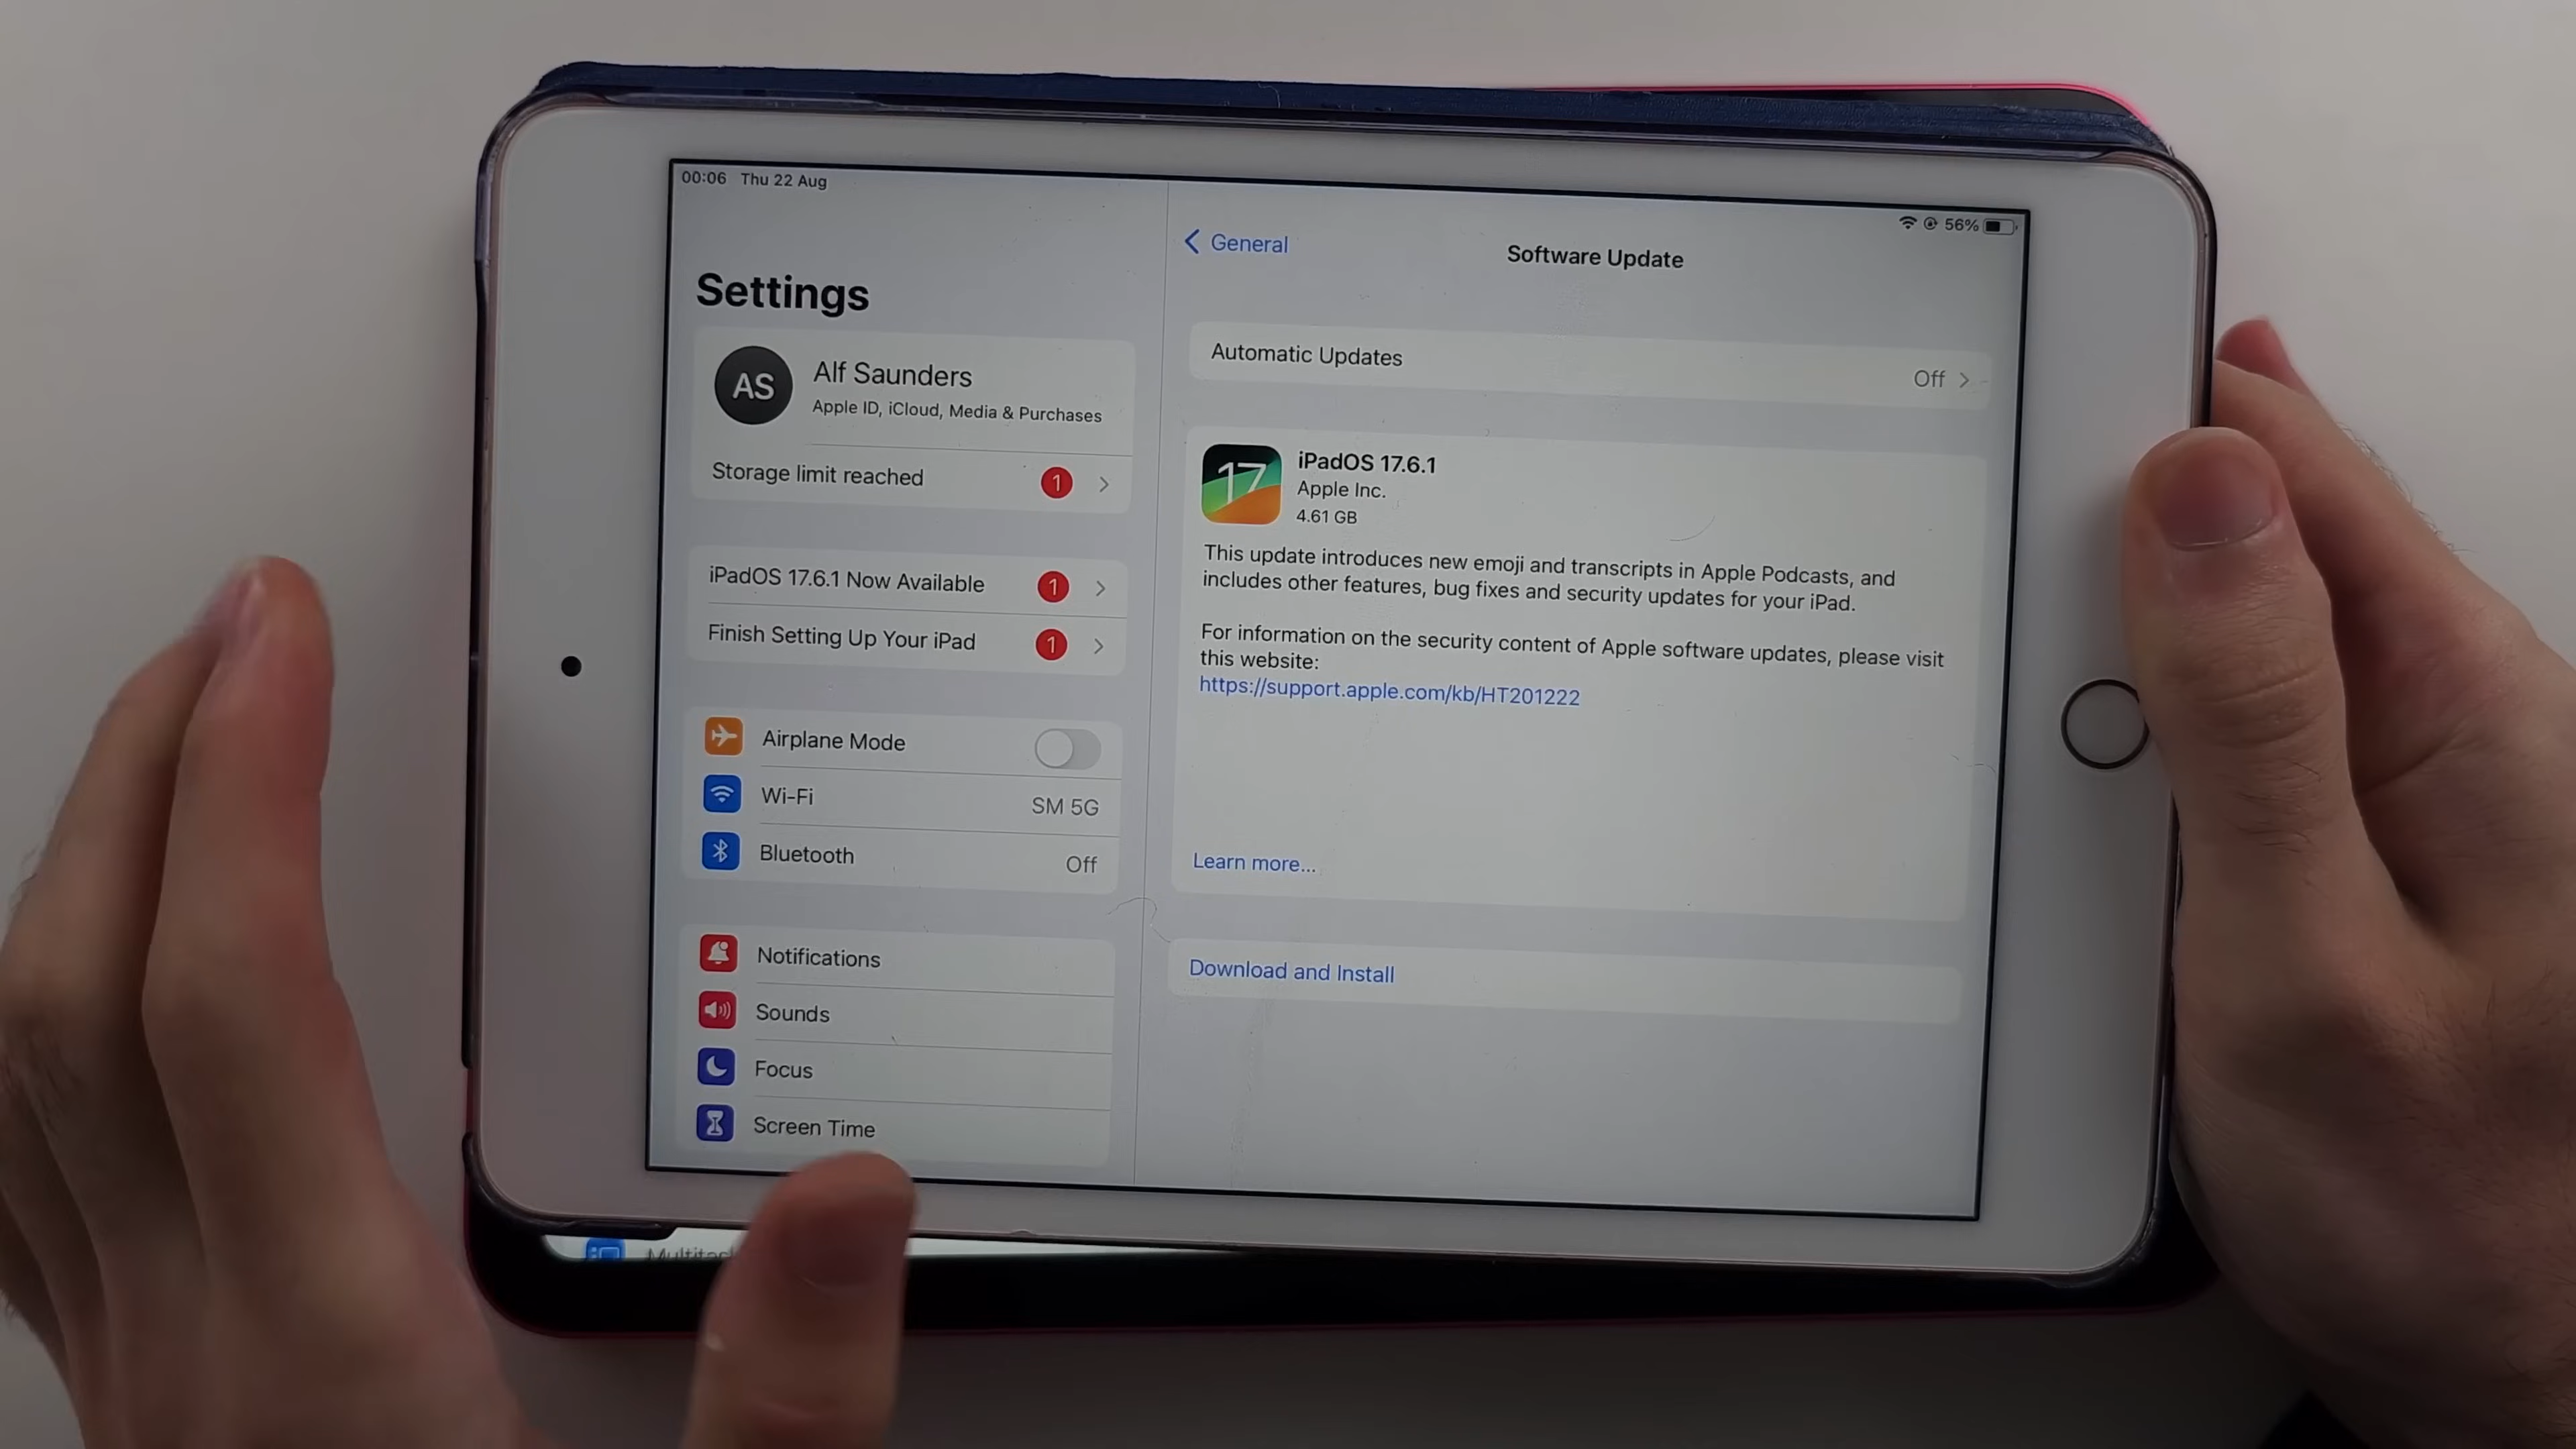 00:06 Thu 22 Aug
56%
Settings
AS
Alf Saunders
Apple ID, iCloud, Media & Purchases
Storage limit reached 1
iPadOS 17.6.1 Now Available 1
Finish Setting Up Your iPad 1
Airplane Mode
Wi-Fi SM 5G
Bluetooth Off
Notifications
Sounds
Focus
Screen Time
General
Software Update
Automatic Updates Off
17
iPadOS 17.6.1
Apple Inc.
4.61 GB
This update introduces new emoji and transcripts in Apple Podcasts, and
includes other features, bug fixes and security updates for your iPad.
For information on the security content of Apple software updates, please visit
this website:
https://support.apple.com/kb/HT201222
Learn more...
Download and Install